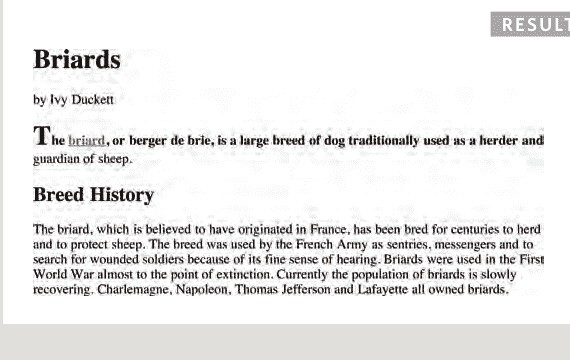 RESULT
Briards
by Ivy Duckett
The briard, or berger de brie, is a large breed of dog traditionally used as a herder and
guardian of sheep.
Breed History
The briard, which is believed to have originated in France, has been bred for centuries to herd
and to protect sheep. The breed was used by the French Army as sentries, messengers and to
search for wounded soldiers because of its fine sense of hearing. Briards were used in the First
World War almost to the point of extinction. Currently the population of briards is slowly
recovering. Charlemagne, Napoleon, Thomas Jefferson and Lafayette all owned briards.